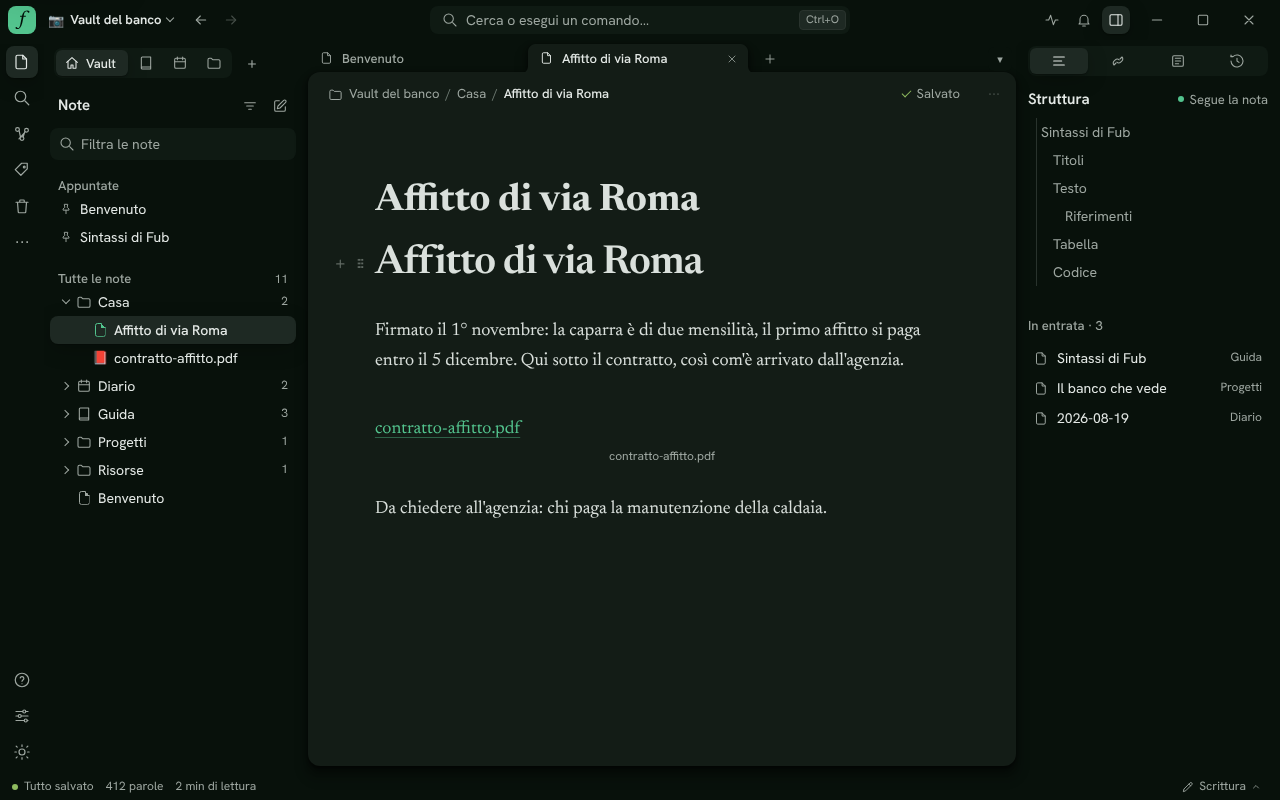 f
Vault del banco
Cerca o esegui un comando...
Ctrl+O
Vault
Benvenuto
Affitto di via Roma
Note
Filtra le note
Appuntate
Benvenuto
Sintassi di Fub
Tutte le note 11
Casa 2
Affitto di via Roma
contratto-affitto.pdf
Diario 2
Guida 3
Progetti 1
Risorse 1
Benvenuto
Vault del banco / Casa / Affitto di via Roma
Salvato
Affitto di via Roma
Affitto di via Roma
Firmato il 1° novembre: la caparra è di due mensilità, il primo affitto si paga
entro il 5 dicembre. Qui sotto il contratto, così com'è arrivato dall'agenzia.
contratto-affitto.pdf
contratto-affitto.pdf
Da chiedere all'agenzia: chi paga la manutenzione della caldaia.
Struttura
Segue la nota
Sintassi di Fub
Titoli
Testo
Riferimenti
Tabella
Codice
In entrata · 3
Sintassi di Fub Guida
Il banco che vede Progetti
2026-08-19 Diario
Tutto salvato 412 parole 2 min di lettura
Scrittura